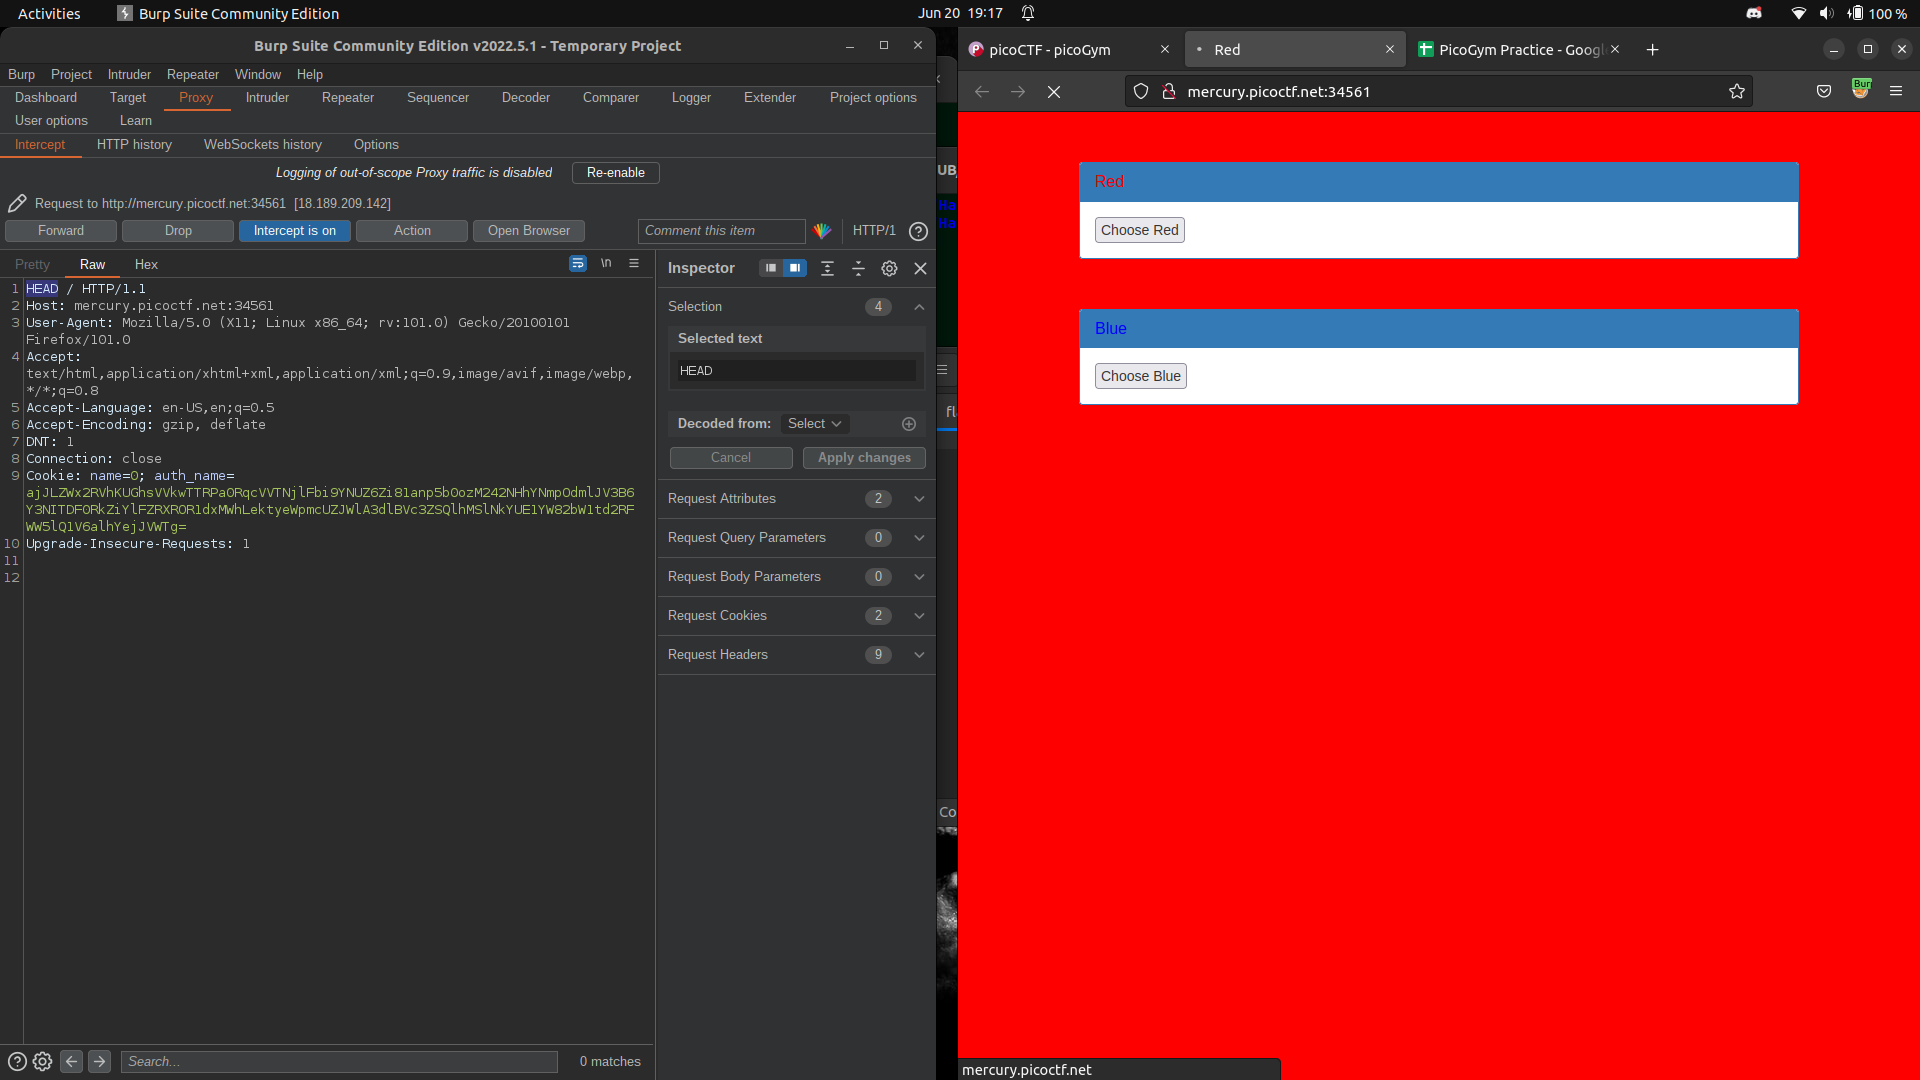 Activities
Burp Suite Community Edition
Jun 20 19:17
100 %
Burp Suite Community Edition v2022.5.1 - Temporary Project
Burp Project Intruder Repeater Window Help
Dashboard Target Proxy Intruder Repeater Sequencer Decoder Comparer Logger Extender Project options
User options Learn
Intercept HTTP history WebSockets history Options
Logging of out-of-scope Proxy traffic is disabled Re-enable
Request to http://mercury.picoctf.net:34561 [18.189.209.142]
Forward Drop Intercept is on Action Open Browser Comment this item HTTP/1
Pretty Raw Hex \n
1 HEAD / HTTP/1.1
2 Host: mercury.picoctf.net:34561
3 User-Agent: Mozilla/5.0 (X11; Linux x86_64; rv:101.0) Gecko/20100101
Firefox/101.0
4 Accept:
text/html,application/xhtml+xml,application/xml;q=0.9,image/avif,image/webp,
*/*;q=0.8
5 Accept-Language: en-US,en;q=0.5
6 Accept-Encoding: gzip, deflate
7 DNT: 1
8 Connection: close
9 Cookie: name=0; auth_name=
10 Upgrade-Insecure-Requests: 1
11
12
Search...
0 matches
Inspector
Selection 4
Selected text
HEAD
Decoded from: Select
Cancel Apply changes
Request Attributes 2
Request Query Parameters 0
Request Body Parameters 0
Request Cookies 2
Request Headers 9
UB
Ha
Ha
fl
Co
picoCTF - picoGym
Red
PicoGym Practice - Googl
mercury.picoctf.net:34561
Bur
Red
Choose Red
Blue
Choose Blue
mercury.picoctf.net